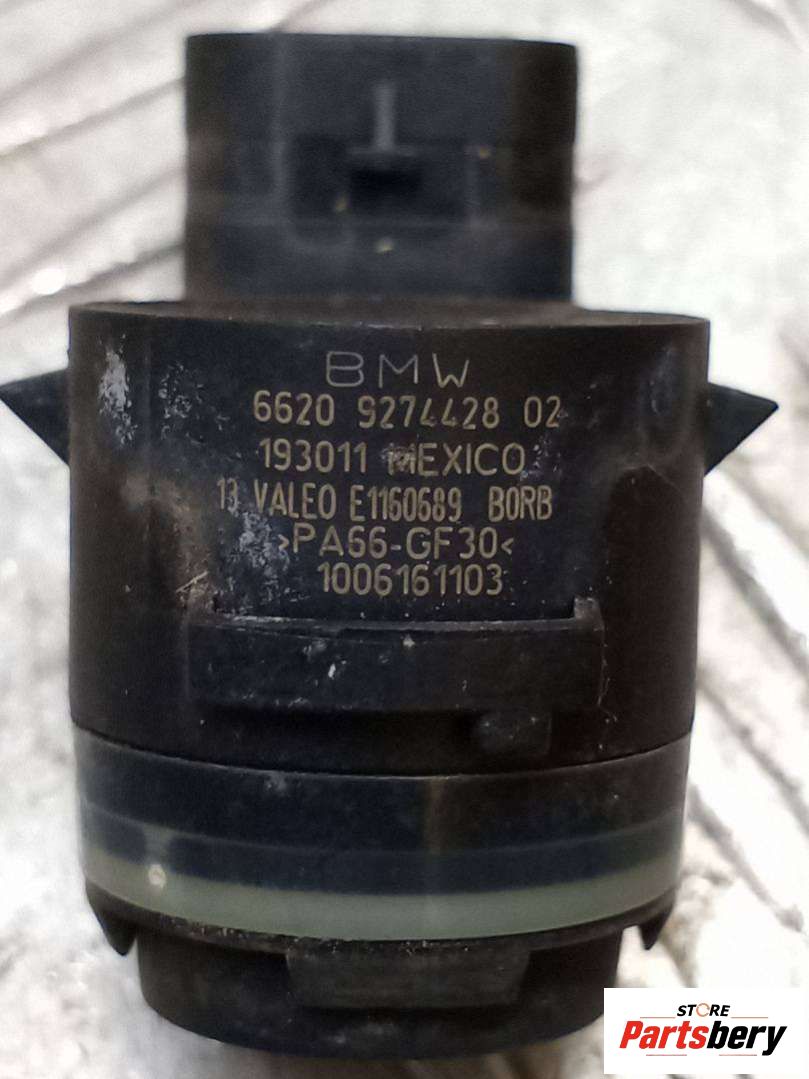 BMW
6620 9274428 02
193011 MEXICO
13 VALEO E1160689 B0RB
>PA66-GF30<
1006161103
STORE
Partsbery